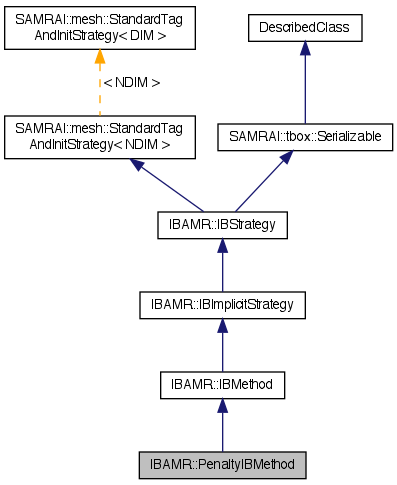 SAMRAI::mesh::StandardTag
AndInitStrategy< DIM >
DescribedClass
< NDIM >
SAMRAI::mesh::StandardTag
AndInitStrategy< NDIM >
SAMRAI::tbox::Serializable
IBAMR::IBStrategy
IBAMR::IBImplicitStrategy
IBAMR::IBMethod
IBAMR::PenaltyIBMethod